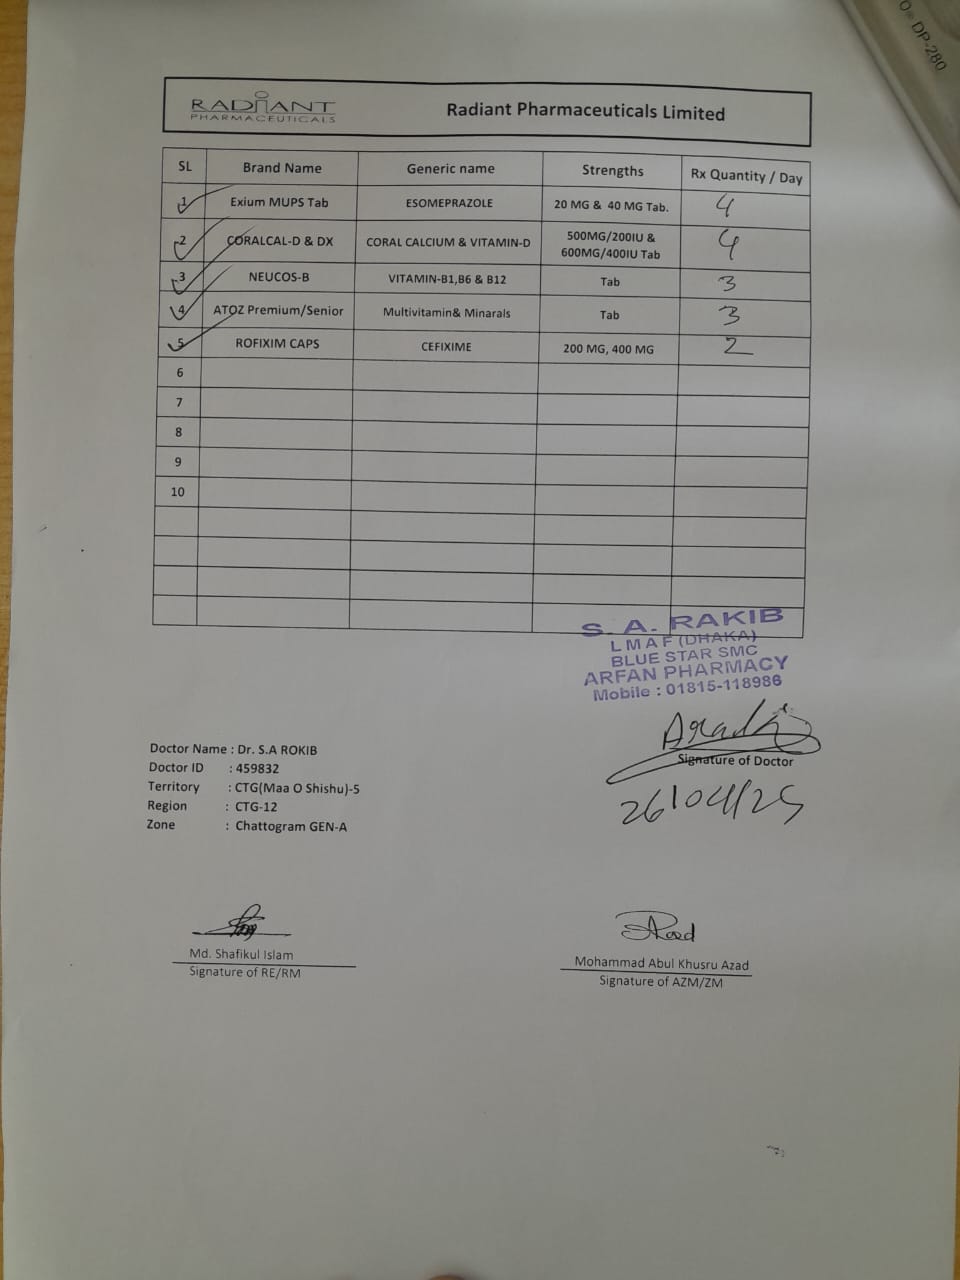 O= DP-280
RADIANT
PHARMACEUTICALS
Radiant Pharmaceuticals Limited
SL Brand Name Generic name Strengths Rx Quantity / Day
1 Exium MUPS Tab ESOMEPRAZOLE 20 MG & 40 MG Tab. 4
2 CORALCAL-D & DX CORAL CALCIUM & VITAMIN-D 500MG/200IU & 600MG/400IU Tab 4
3 NEUCOS-B VITAMIN-B1,B6 & B12 Tab 3
4 ATOZ Premium/Senior Multivitamin& Minarals Tab 3
5 ROFIXIM CAPS CEFIXIME 200 MG, 400 MG 2
6
7
8
9
10
S. A. RAKIB
L M A F (DHAKA)
BLUE STAR SMC
ARFAN PHARMACY
Mobile : 01815-118986
Signature of Doctor
26/04/25
Doctor Name : Dr. S.A ROKIB
Doctor ID : 459832
Territory : CTG(Maa O Shishu)-5
Region : CTG-12
Zone : Chattogram GEN-A
Md. Shafikul Islam
Signature of RE/RM
Azad
Mohammad Abul Khusru Azad
Signature of AZM/ZM